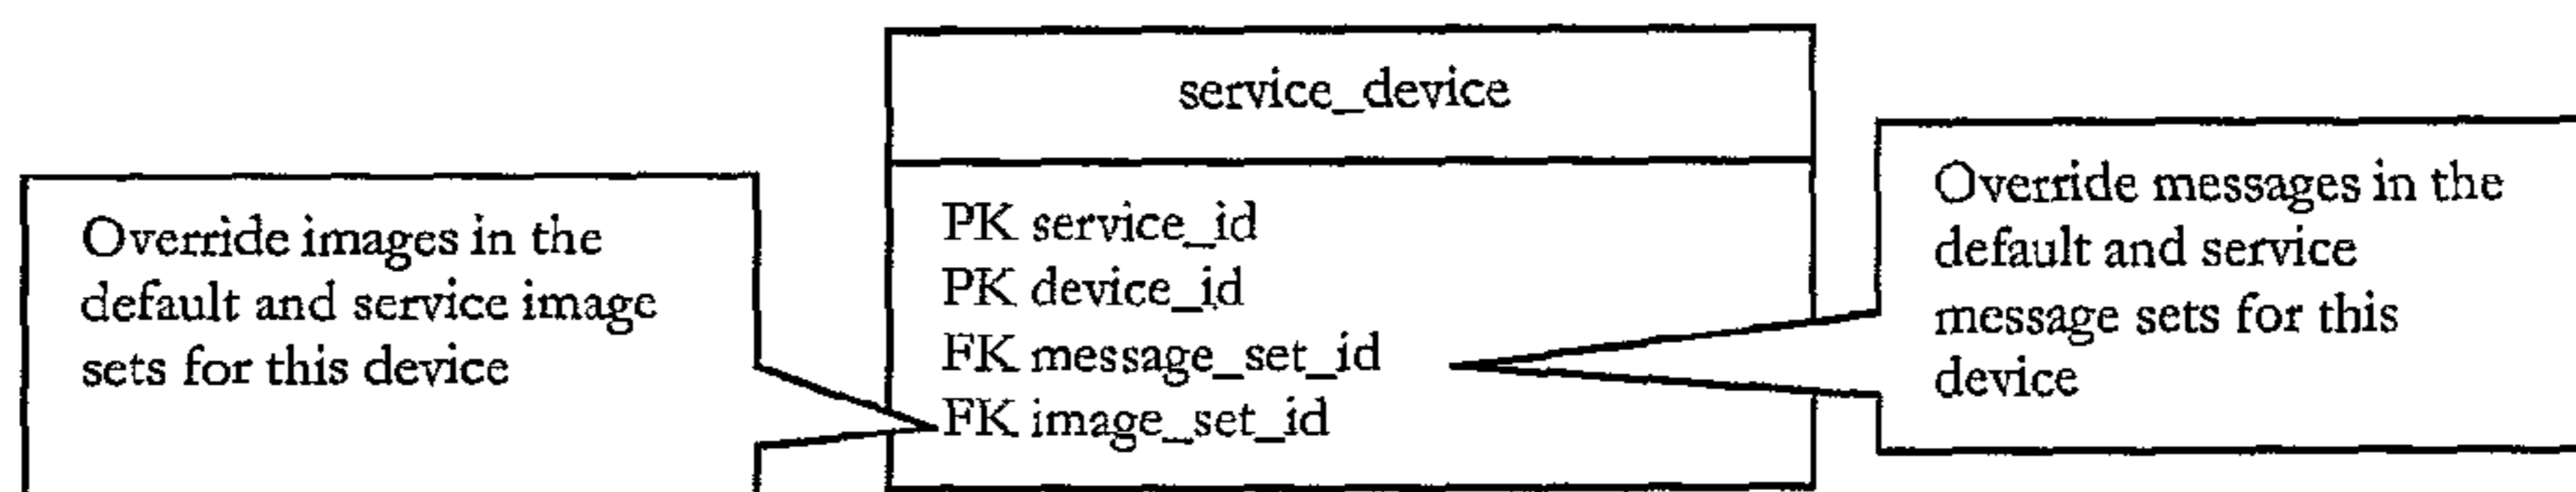 service_device
Override images in the
default and service image
sets for this device
PK service_id
PK device_id
FK message_set_id
FK image_set_id
Override messages in the
default and service
message sets for this
device